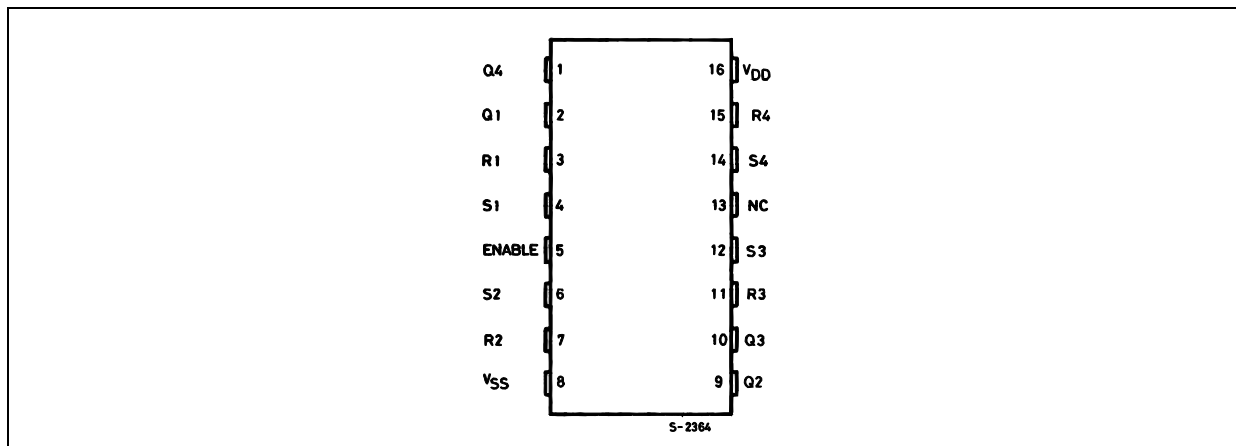 Q4 1 16 VDD
Q1 2 15 R4
R1 3 14 S4
S1 4 13 NC
ENABLE 5 12 S3
S2 6 11 R3
R2 7 10 Q3
VSS 8 9 Q2
S-2364